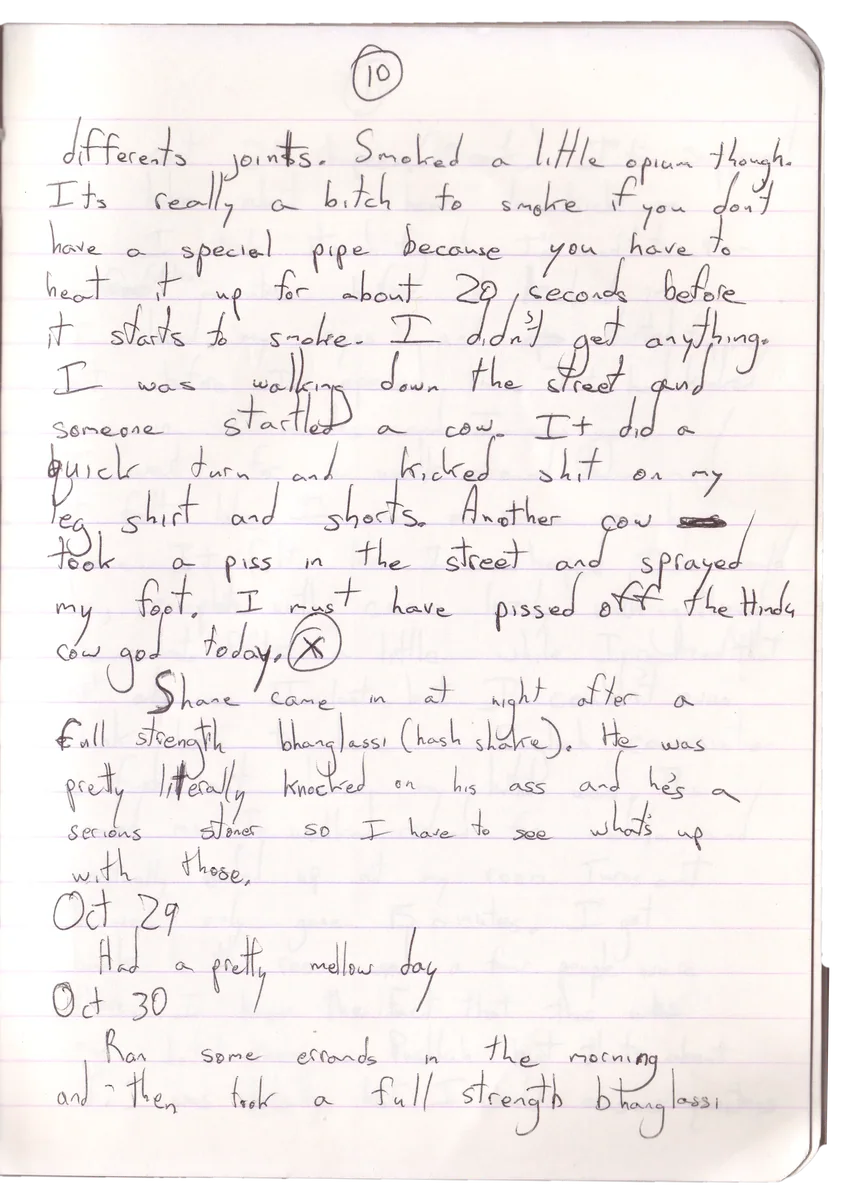 10
differents joints. Smoked a little opium though.
Its really a bitch to smoke if you don't
have a special pipe because you have to
heat it up for about 20 seconds before
it starts to smoke. I didn't get anything.
I was walking down the street and
someone startled a cow. It did a
quick turn and kicked shit on my
leg, shirt and shorts. Another cow
took a piss in the street and sprayed
my foot. I must have pissed off the Hindu
cow god today. X
Shane came in at night after a
full strength bhanglassi (hash shake). He was
pretty literally knocked on his ass and he's a
serious stoner so I have to see what's up
with those.
Oct 29
Had a pretty mellow day
Oct 30
Ran some errands in the morning
and then took a full strength bhanglassi